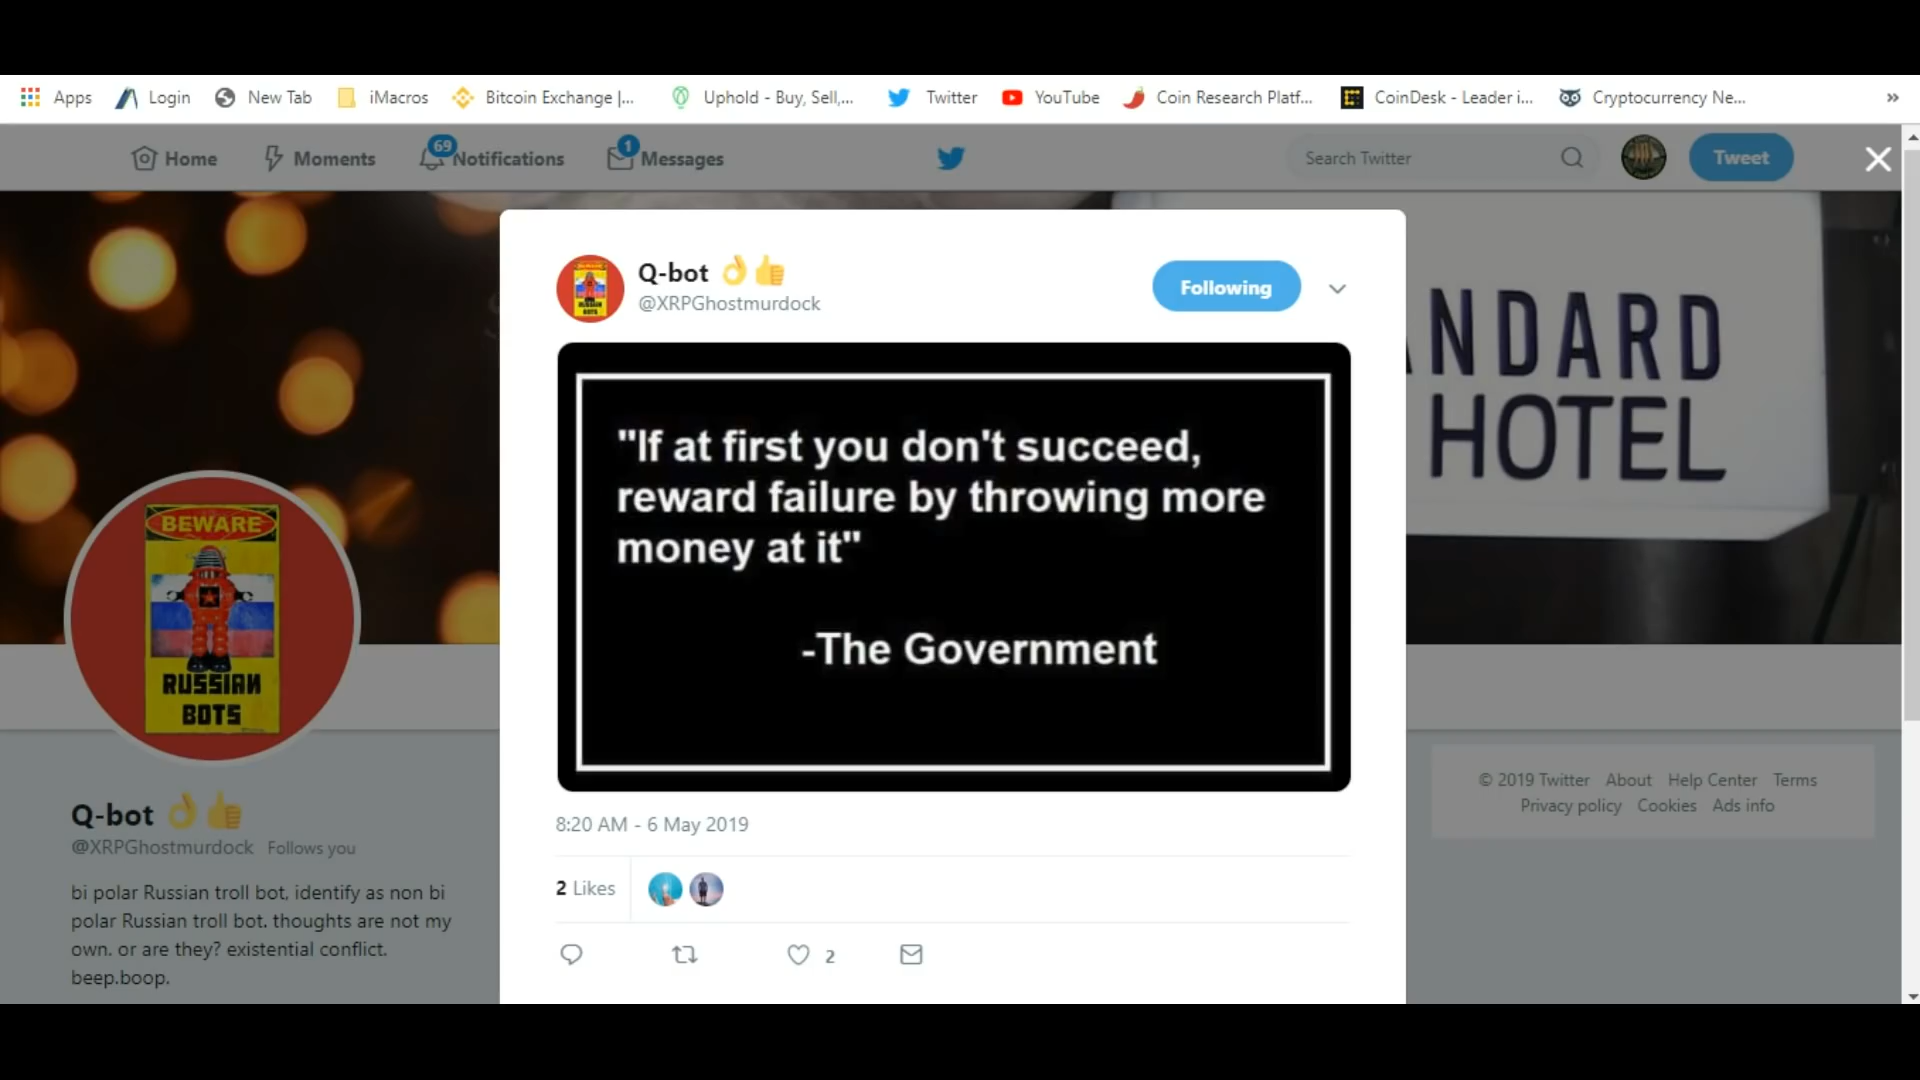 Apps Login New Tab iMacros Bitcoin Exchange |... Uphold - Buy, Sell,... Twitter YouTube Coin Research Platf... CoinDesk - Leader i... Cryptocurrency Ne... »
Home Moments 69 Notifications 1 Messages Search Twitter Tweet
Q-bot 👌👍
@XRPGhostmurdock
Following
"If at first you don't succeed,
reward failure by throwing more
money at it"
-The Government
8:20 AM - 6 May 2019
2 Likes
2
NDARD
HOTEL
BEWARE
RUSSIAN
BOTS
Q-bot 👌👍
@XRPGhostmurdock Follows you
bi polar Russian troll bot. identify as non bi
polar Russian troll bot. thoughts are not my
own. or are they? existential conflict.
beep.boop.
© 2019 Twitter About Help Center Terms
Privacy policy Cookies Ads info